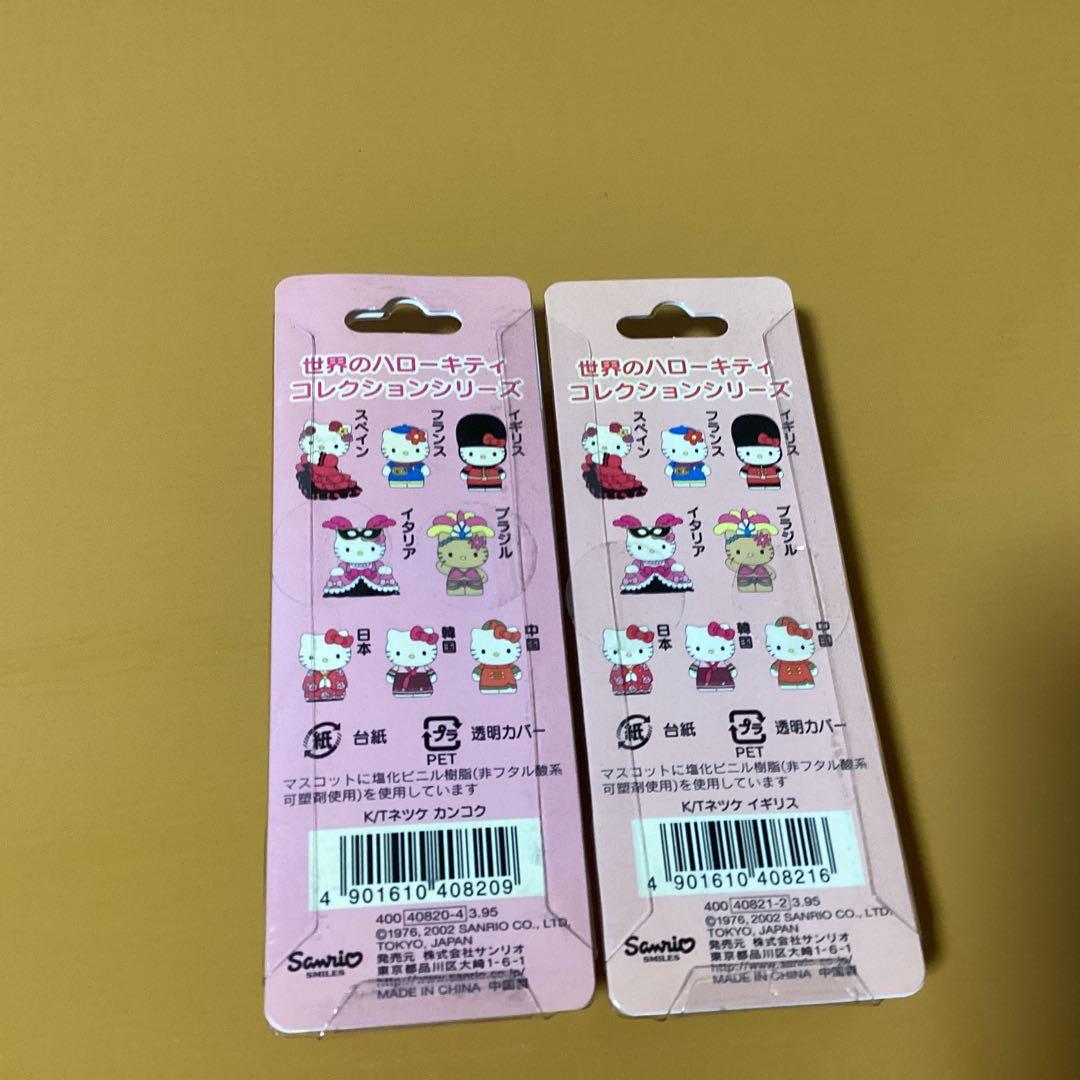 世界のハローキティ
コレクションシリーズ
スペイン
フランス
イギリス
イタリア
ブラジル
日本
韓国
中国
紙
台紙
プラ
PET
透明カバー
マスコットに塩化ビニル樹脂(非フタル酸系
可塑剤使用)を使用しています
K/Tネツケ カンコク
4 901610 408209
400 40820-4 3.95
©1976, 2002 SANRIO CO., LTD.
TOKYO, JAPAN
発売元 株式会社サンリオ
東京都品川区大崎1-6-1
http://www.sanrio.co.jp/
MADE IN CHINA 中国製
Sanrio
SMILES
世界のハローキティ
コレクションシリーズ
スペイン
フランス
イギリス
イタリア
ブラジル
日本
韓国
中国
紙
台紙
プラ
PET
透明カバー
マスコットに塩化ビニル樹脂(非フタル酸系
可塑剤使用)を使用しています
K/Tネツケ イギリス
4 901610 408216
400 40821-2 3.95
©1976, 2002 SANRIO CO., LTD.
TOKYO, JAPAN
発売元 株式会社サンリオ
東京都品川区大崎1-6-1
http://www.sanrio.co.jp/
MADE IN CHINA 中国製
Sanrio
SMILES